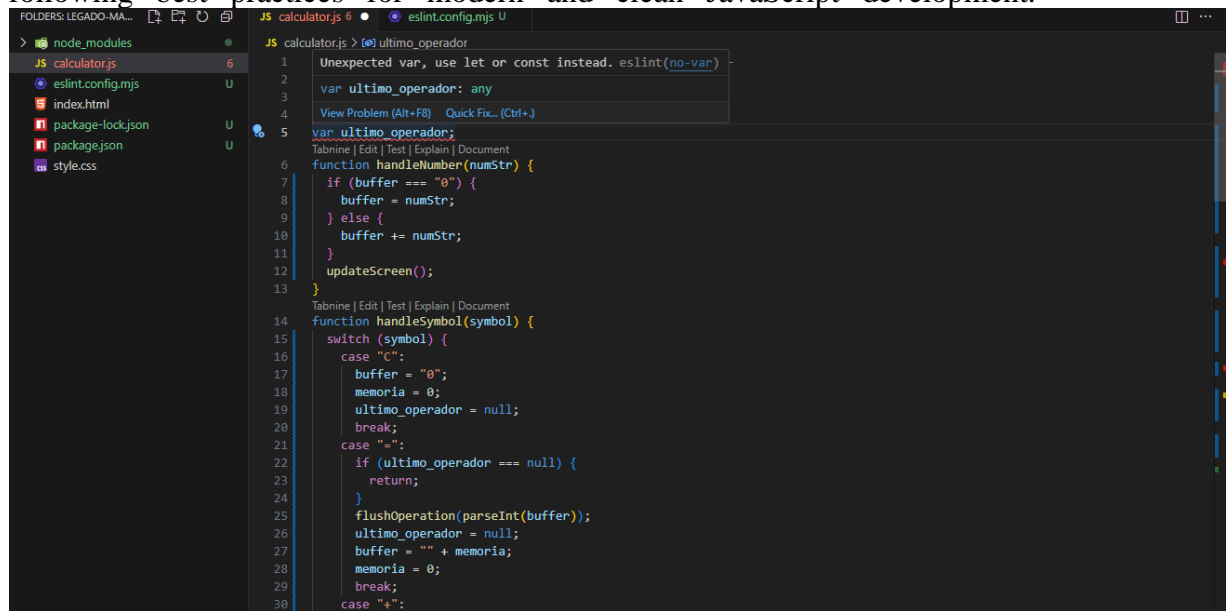 following best practices for modern and clean JavaScript development.
FOLDERS: LEGADO-MA...
JS calculator.js 6
eslint.config.mjs U
node_modules
JS calculator.js 6
eslint.config.mjs U
index.html
package-lock.json U
package.json U
style.css
JS calculator.js > ultimo_operador
1 Unexpected var, use let or const instead. eslint(no-var)
2
var ultimo_operador: any
3
4 View Problem (Alt+F8) Quick Fix... (Ctrl+.)
5 var ultimo_operador;
Tabnine | Edit | Test | Explain | Document
6 function handleNumber(numStr) {
7 if (buffer === "0") {
8 buffer = numStr;
9 } else {
10 buffer += numStr;
11 }
12 updateScreen();
13 }
Tabnine | Edit | Test | Explain | Document
14 function handleSymbol(symbol) {
15 switch (symbol) {
16 case "C":
17 buffer = "0";
18 memoria = 0;
19 ultimo_operador = null;
20 break;
21 case "=":
22 if (ultimo_operador === null) {
23 return;
24 }
25 flushOperation(parseInt(buffer));
26 ultimo_operador = null;
27 buffer = "" + memoria;
28 memoria = 0;
29 break;
30 case "+":